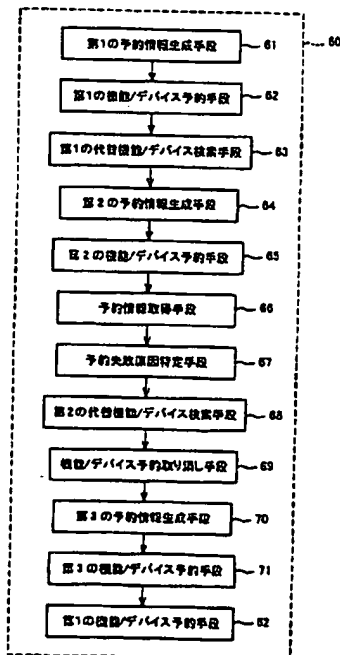 60
第1の予約情報生成手段 61
第1の機能/デバイス予約手段 62
第1の代替機能/デバイス検索手段 63
第2の予約情報生成手段 64
第2の機能/デバイス予約手段 65
予約情報取得手段 66
予約失敗原因特定手段 67
第2の代替機能/デバイス検索手段 68
機能/デバイス予約取り消し手段 69
第3の予約情報生成手段 70
第3の機能/デバイス予約手段 71
第1の機能/デバイス予約手段 62